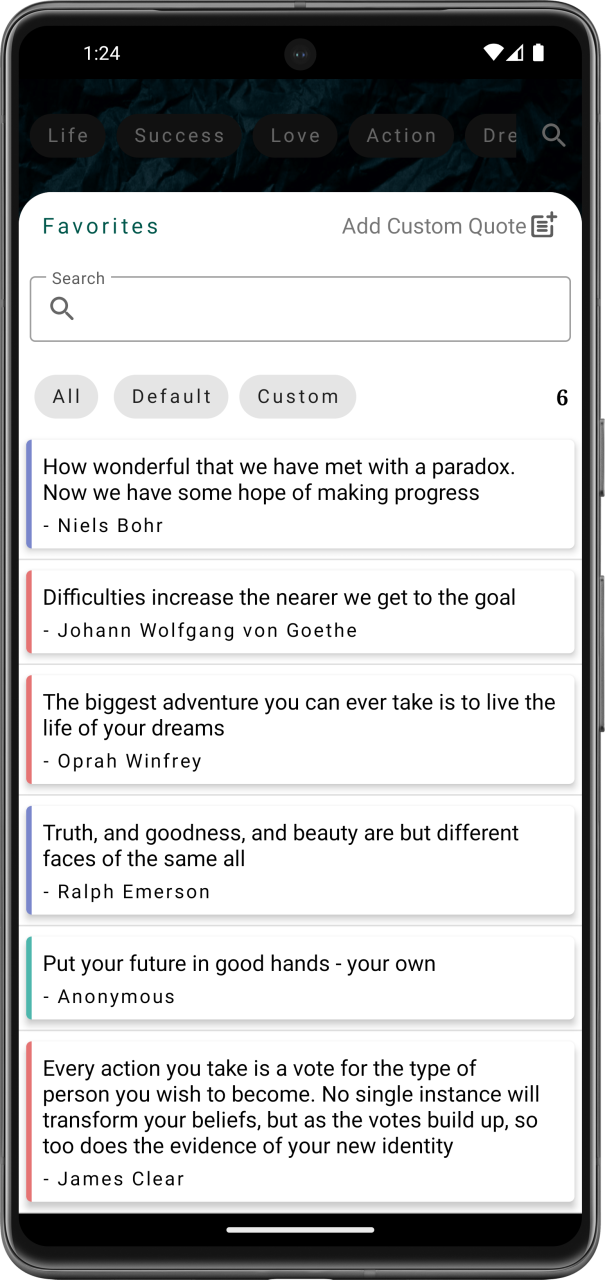 1:24
Life Success Love Action Dre
Favorites Add Custom Quote
Search
All Default Custom 6
How wonderful that we have met with a paradox.
Now we have some hope of making progress
- Niels Bohr
Difficulties increase the nearer we get to the goal
- Johann Wolfgang von Goethe
The biggest adventure you can ever take is to live the
life of your dreams
- Oprah Winfrey
Truth, and goodness, and beauty are but different
faces of the same all
- Ralph Emerson
Put your future in good hands - your own
- Anonymous
Every action you take is a vote for the type of
person you wish to become. No single instance will
transform your beliefs, but as the votes build up, so
too does the evidence of your new identity
- James Clear